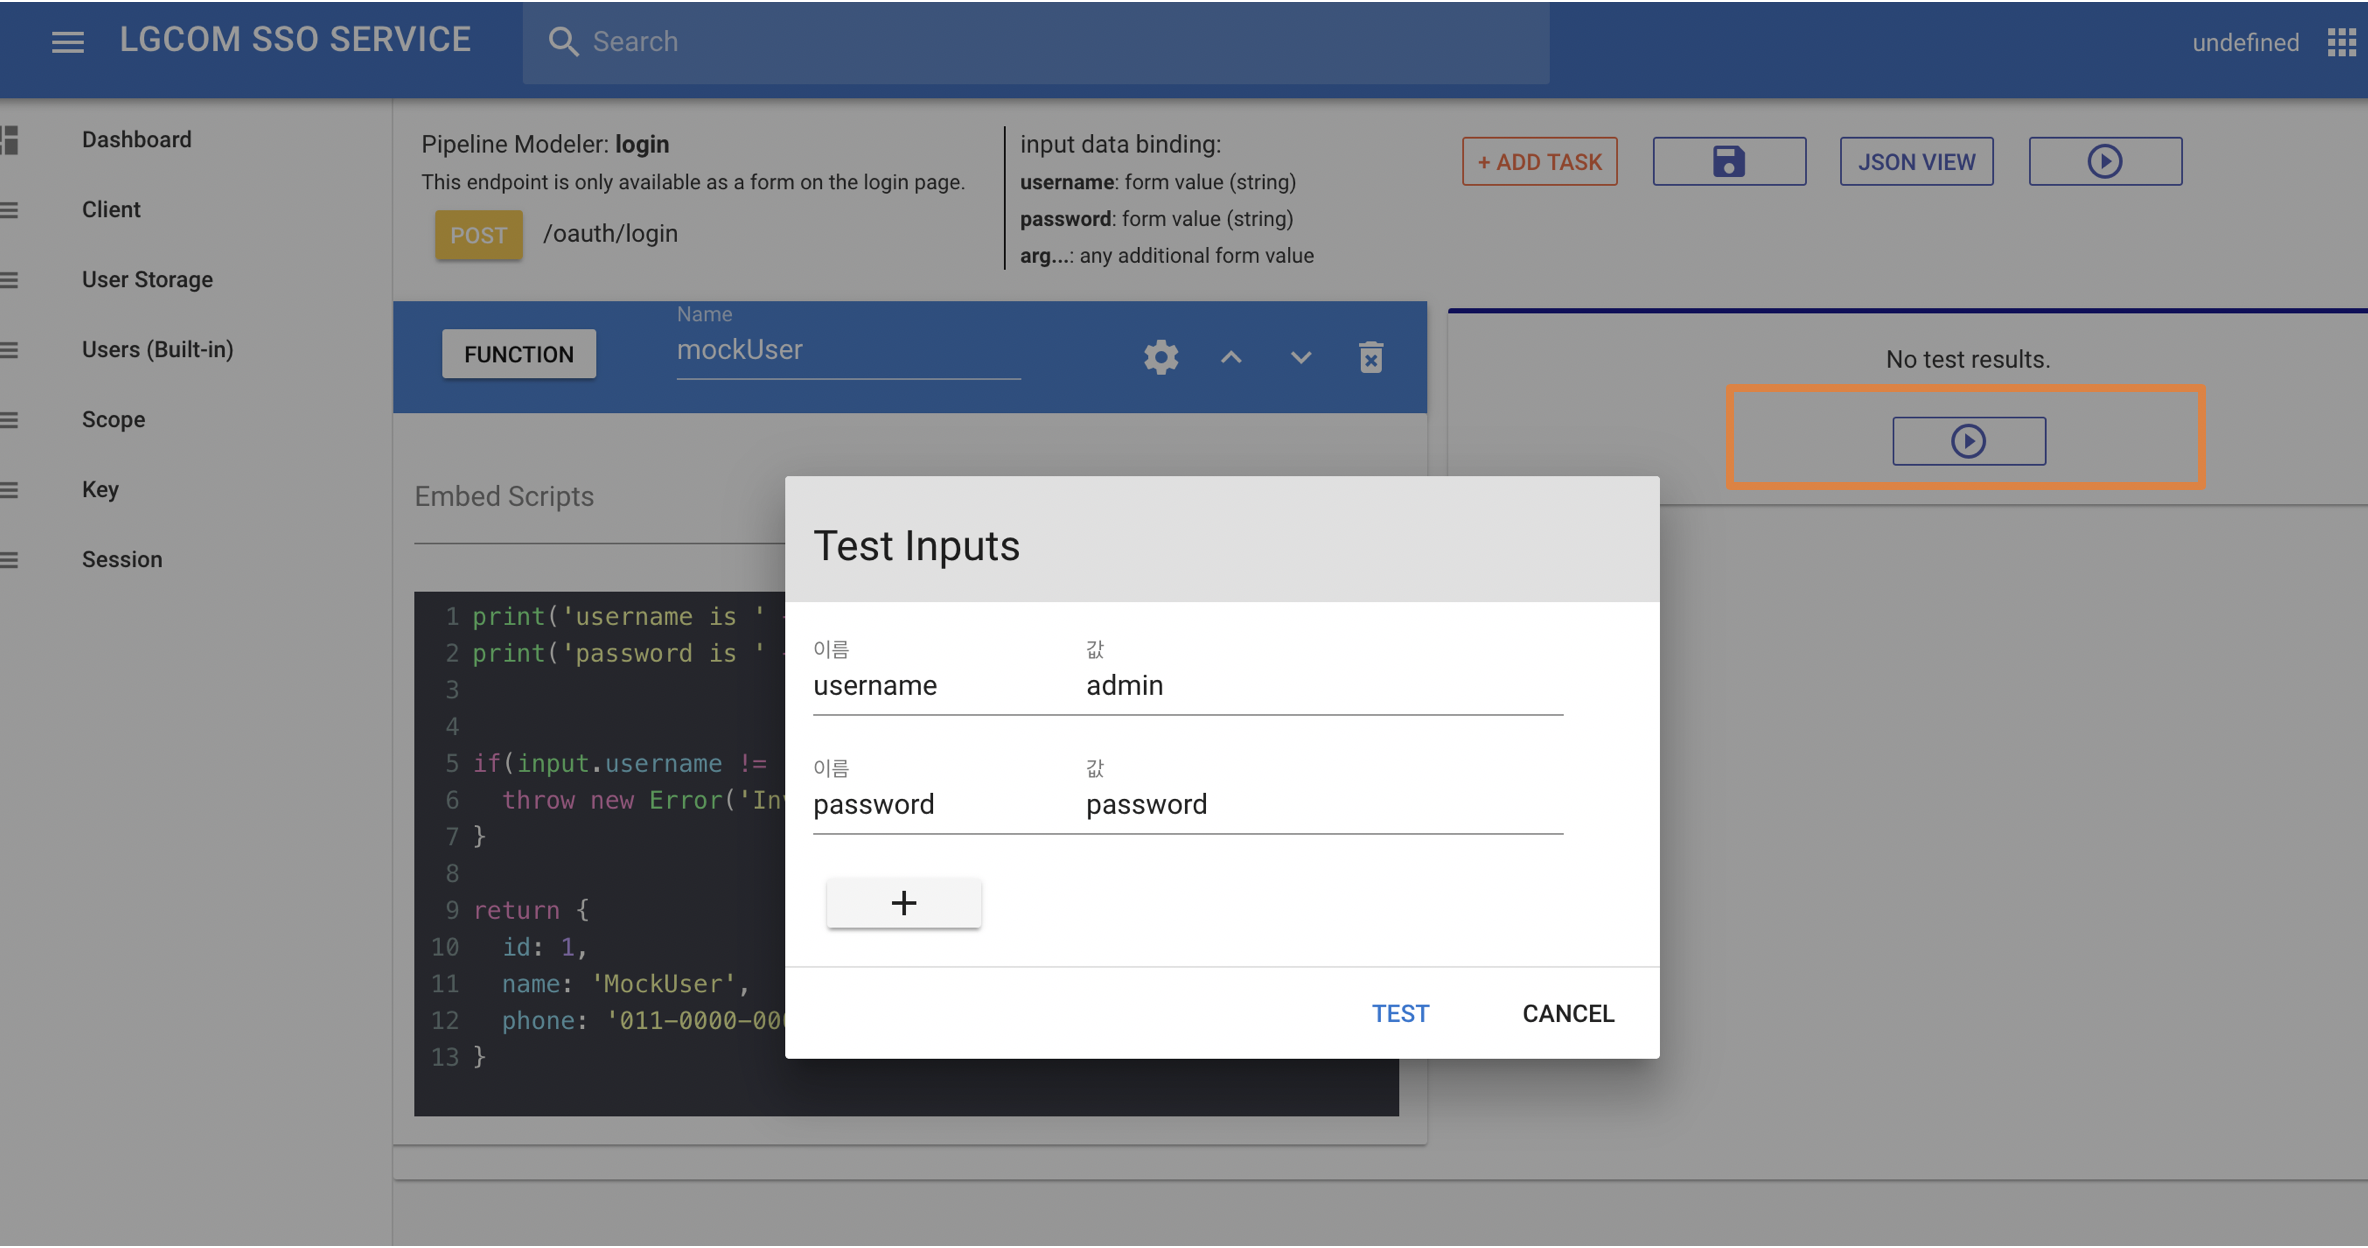 LGCOM SSO SERVICE
Search
undefined
Dashboard
Client
User Storage
Users (Built-in)
Scope
Key
Session
Pipeline Modeler: login
This endpoint is only available as a form on the login page.
POST /oauth/login
input data binding:
username: form value (string)
password: form value (string)
arg...: any additional form value
+ ADD TASK
JSON VIEW
FUNCTION
Name
mockUser
No test results.
Embed Scripts
1 print('username is '
2 print('password is '
3
4
5 if(input.username !=
6 throw new Error('In
7 }
8
9 return {
10 id: 1,
11 name: 'MockUser',
12 phone: '011-0000-00
13 }
Test Inputs
이름 값
username admin
이름 값
password password
+
TEST CANCEL